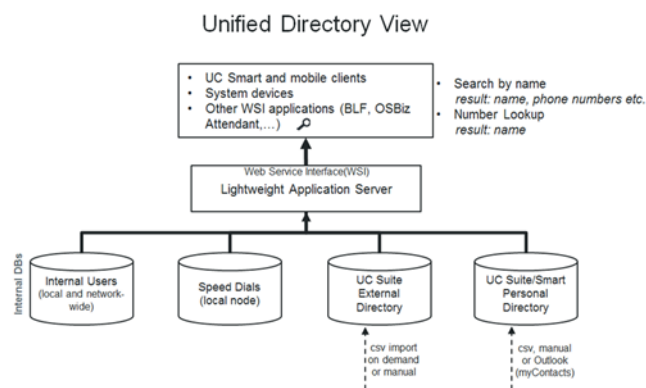 Unified Directory View
• UC Smart and mobile clients
• System devices
• Other WSI applications (BLF, OSBiz
Attendant,...)
• Search by name
result: name, phone numbers etc.
• Number Lookup
result: name
Web Service Interface(WSI)
Lightweight Application Server
Internal DBs
Internal Users
(local and network-
wide)
Speed Dials
(local node)
UC Suite
External
Directory
UC Suite/Smart
Personal
Directory
csv import
on demand
or manual
csv, manual
or Outlook
(myContacts)